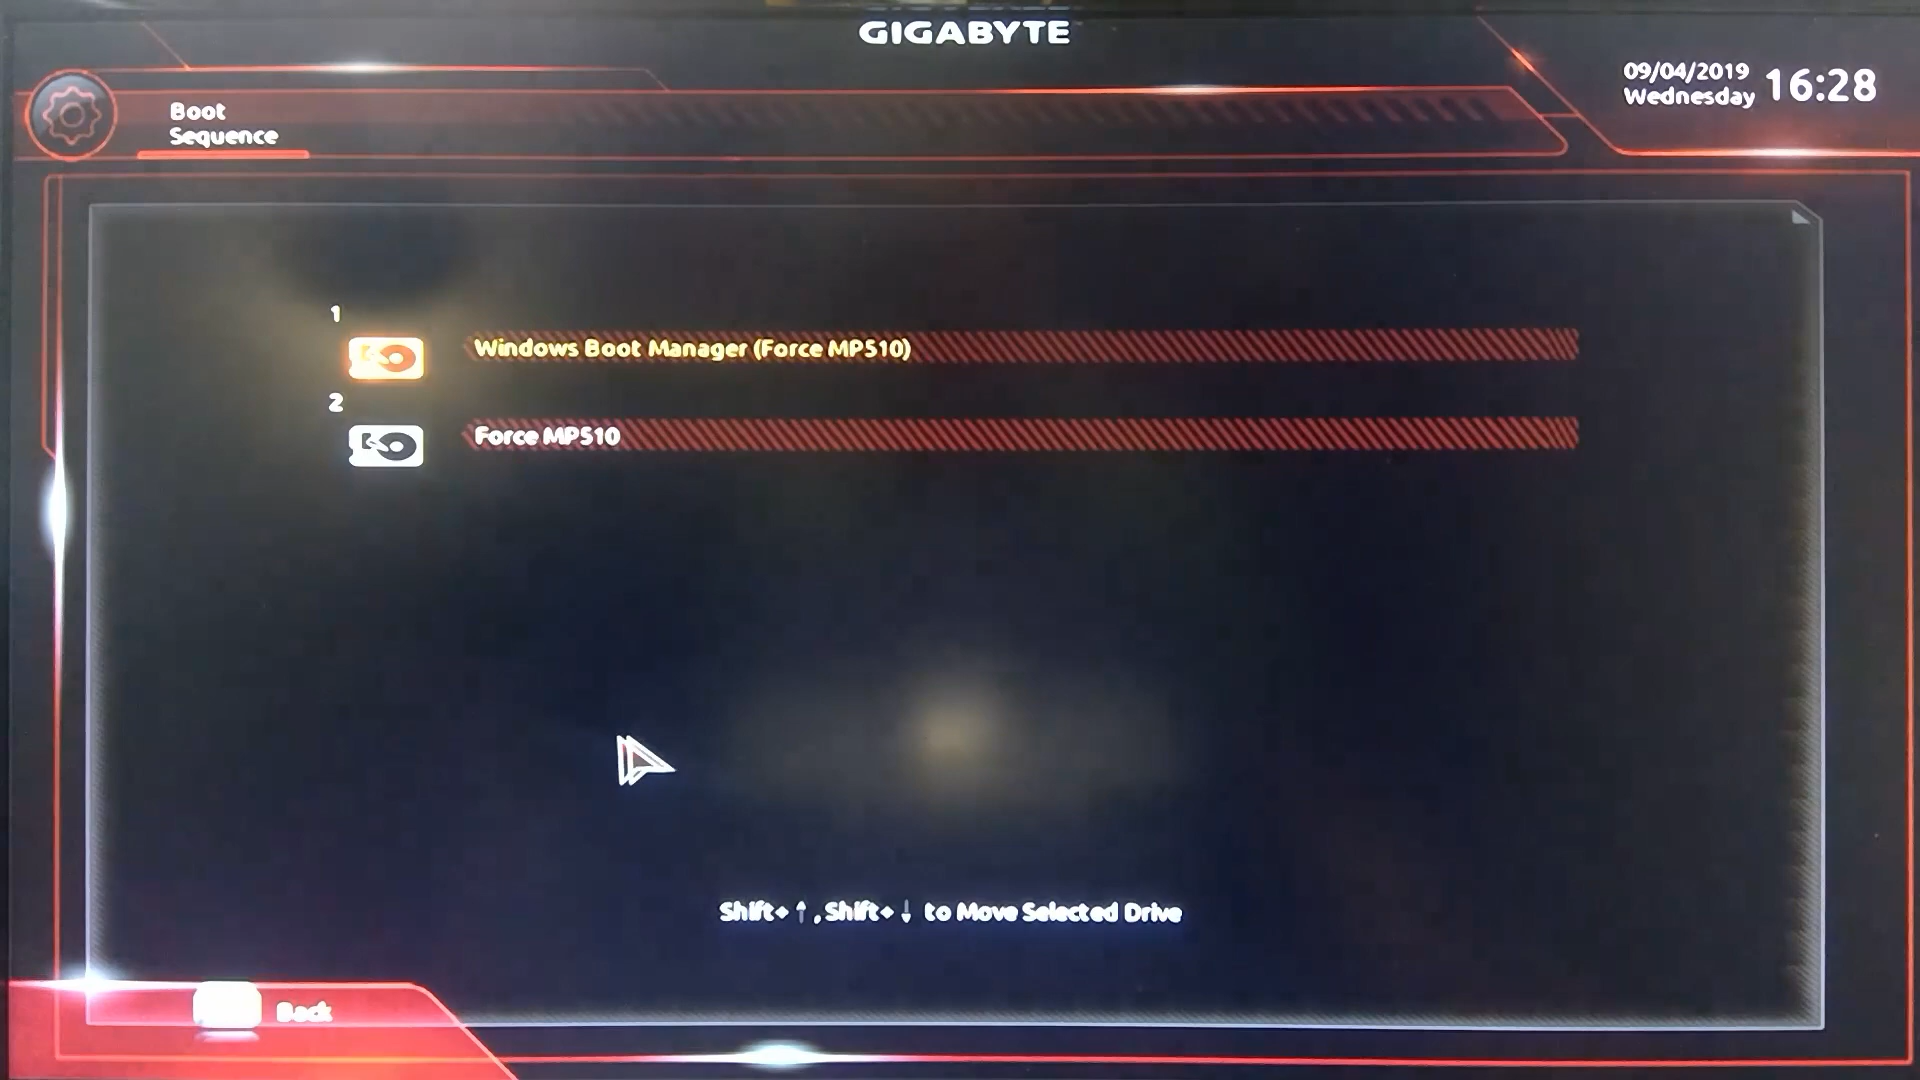 GIGABYTE
Boot
Sequence
09/04/2019
Wednesday
16:28
1
Windows Boot Manager (Force MP510)
2
Force MP510
Shift+↑,Shift+↓ to Move Selected Drive
Back